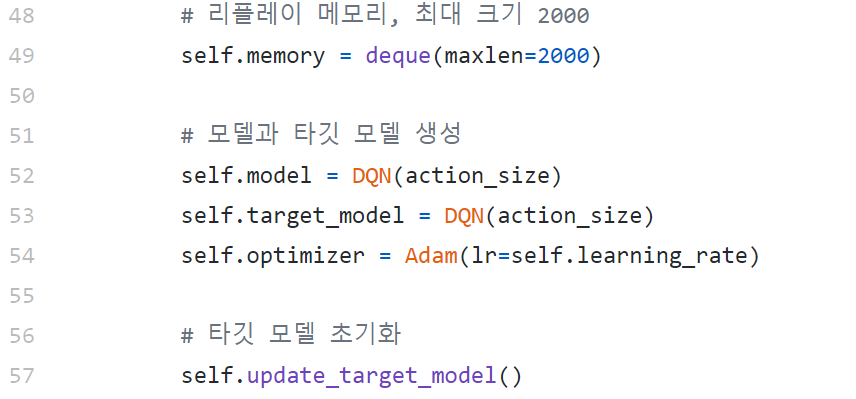 48 # 리플레이 메모리, 최대 크기 2000
49 self.memory = deque(maxlen=2000)
50
51 # 모델과 타깃 모델 생성
52 self.model = DQN(action_size)
53 self.target_model = DQN(action_size)
54 self.optimizer = Adam(lr=self.learning_rate)
55
56 # 타깃 모델 초기화
57 self.update_target_model()